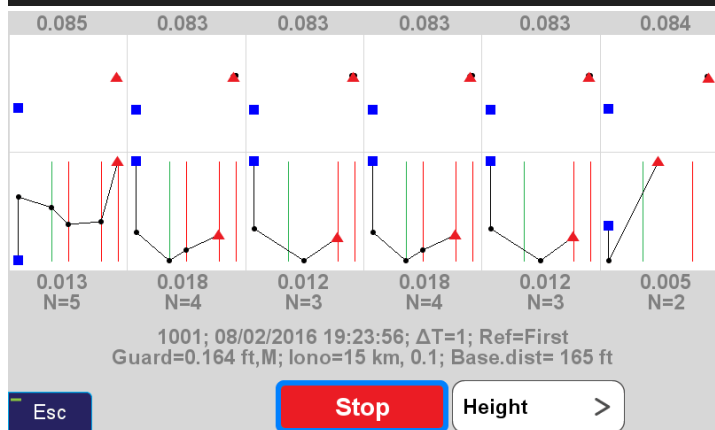 0.085 0.083 0.083 0.083 0.083 0.084
0.013 0.018 0.012 0.018 0.012 0.005
N=5 N=4 N=3 N=4 N=3 N=2
1001; 08/02/2016 19:23:56; ΔT=1; Ref=First
Guard=0.164 ft,M; Iono=15 km, 0.1; Base.dist= 165 ft
Esc Stop Height >